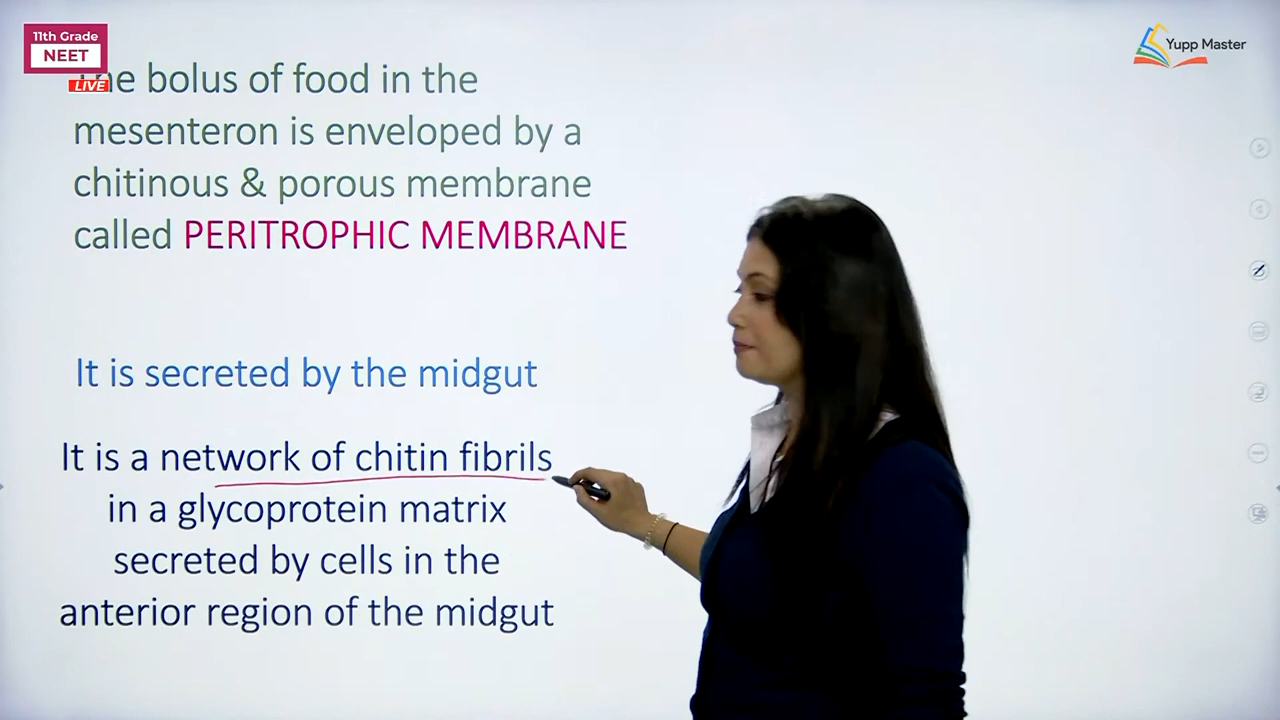 11th Grade
NEET
LIVE
Yupp Master
The bolus of food in the
mesenteron is enveloped by a
chitinous & porous membrane
called PERITROPHIC MEMBRANE
It is secreted by the midgut
It is a network of chitin fibrils
in a glycoprotein matrix
secreted by cells in the
anterior region of the midgut